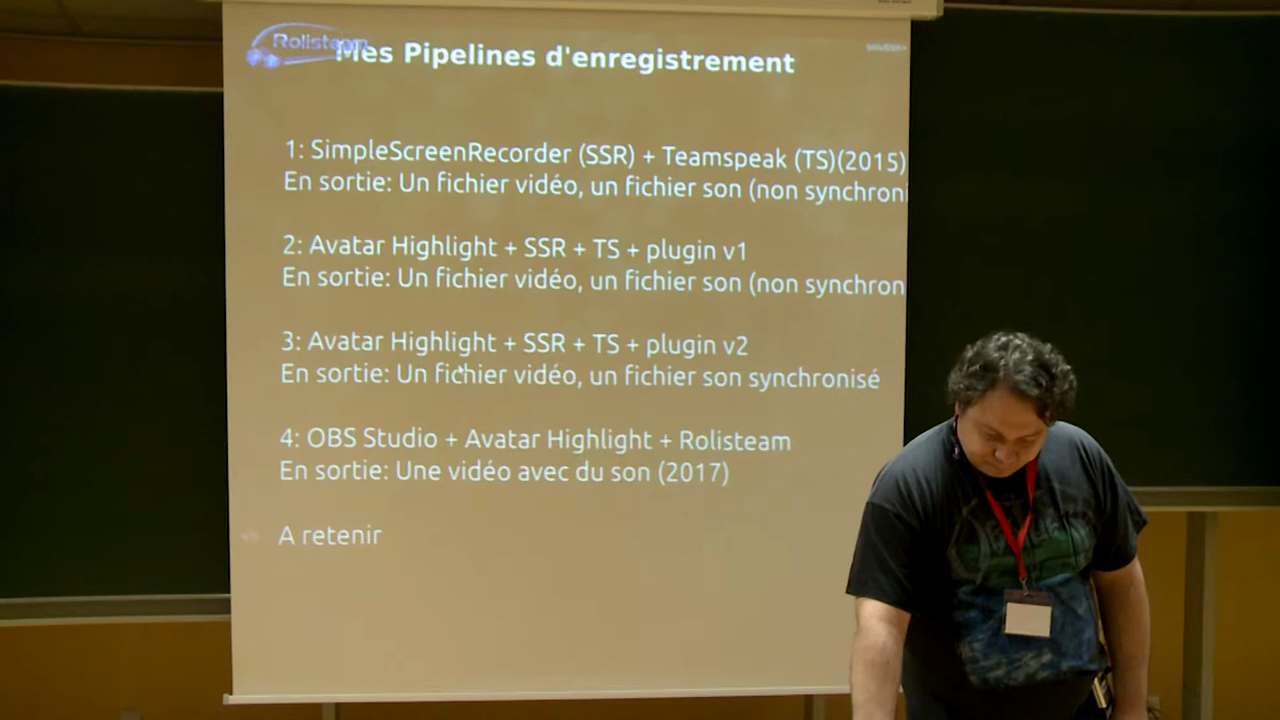 Rolisteam
Mes Pipelines d'enregistrement
solution>
1: SimpleScreenRecorder (SSR) + Teamspeak (TS)(2015)
En sortie: Un fichier vidéo, un fichier son (non synchroni
2: Avatar Highlight + SSR + TS + plugin v1
En sortie: Un fichier vidéo, un fichier son (non synchron
3: Avatar Highlight + SSR + TS + plugin v2
En sortie: Un fichier vidéo, un fichier son synchronisé
4: OBS Studio + Avatar Highlight + Rolisteam
En sortie: Une vidéo avec du son (2017)
A retenir